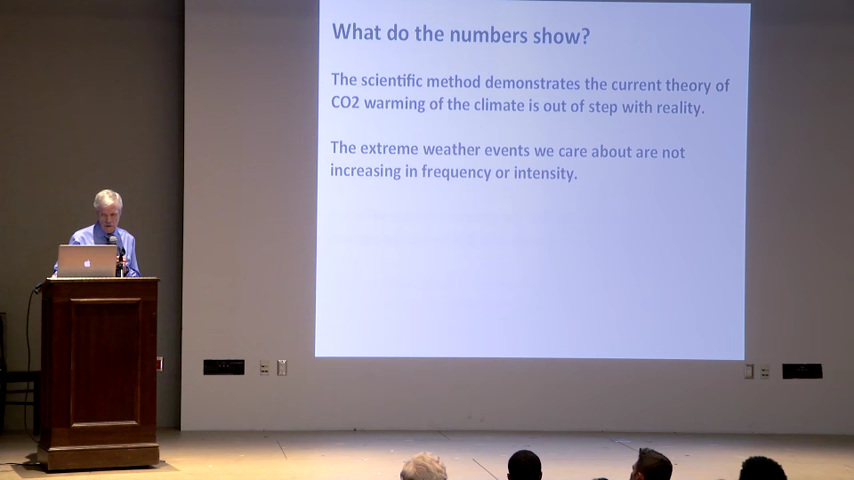 What do the numbers show?
The scientific method demonstrates the current theory of
CO2 warming of the climate is out of step with reality.
The extreme weather events we care about are not
increasing in frequency or intensity.